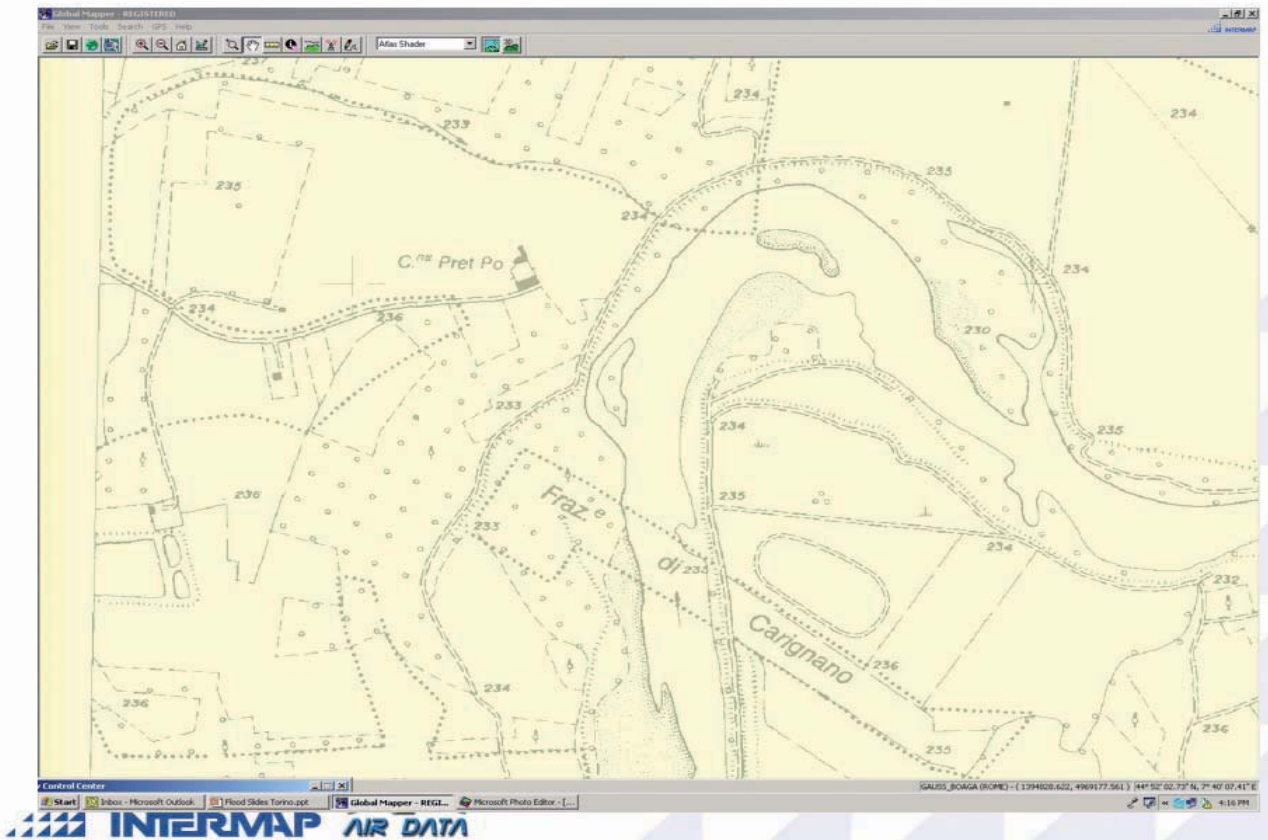 Global Mapper - REGISTERED
File View Tools Search GPS Help
INTERMAP
Atlas Shader
237
234
233
234
235
235
234
C.na Pret Po
234
234
236
230
233
234
235
236
235
Fraz.e
233
234
di 235
232
Carignano
236
234
236
236
235
Control Center
GAUSS_BOAGA (ROME) - ( 1394828.622, 4969177.561 ) 44° 52' 02.73" N, 7° 40' 07.41" E
Start Inbox - Microsoft Outlook Flood Slides Torino.ppt Global Mapper - REGI... Microsoft Photo Editor - [... 4:16 PM
INTERMAP AIR DATA